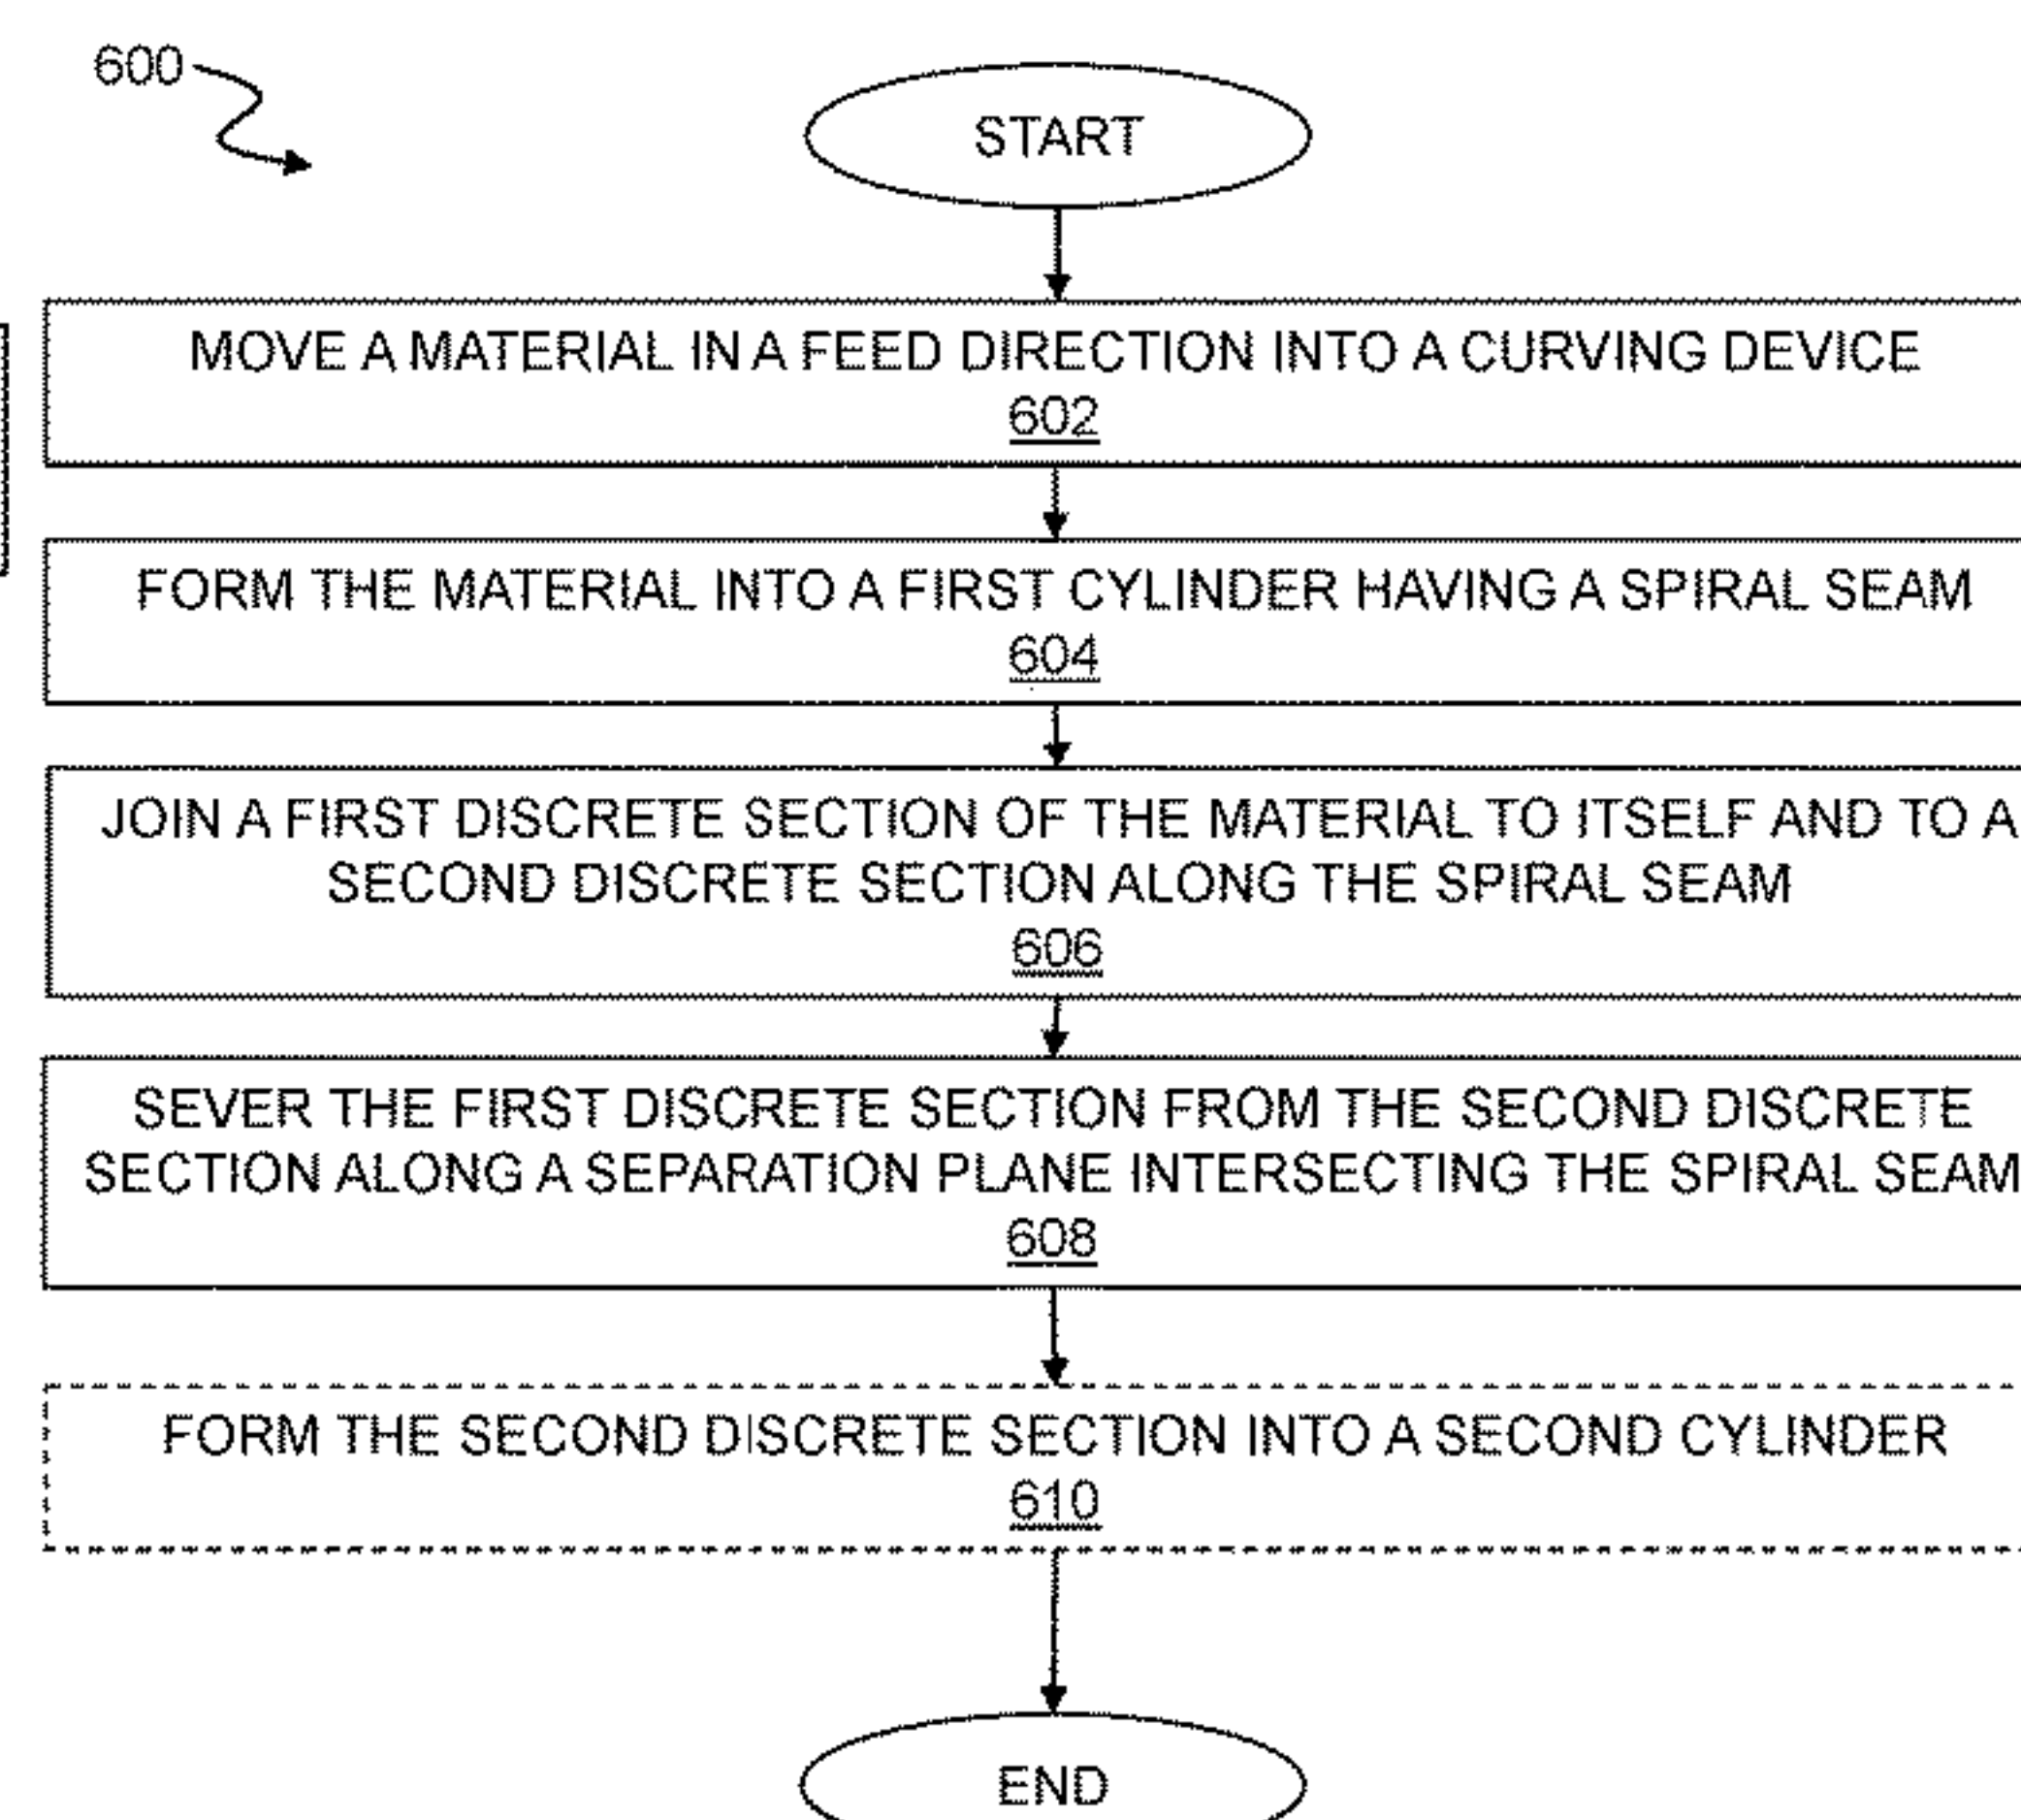 600
START
MOVE A MATERIAL IN A FEED DIRECTION INTO A CURVING DEVICE
602
FORM THE MATERIAL INTO A FIRST CYLINDER HAVING A SPIRAL SEAM
604
JOIN A FIRST DISCRETE SECTION OF THE MATERIAL TO ITSELF AND TO A
SECOND DISCRETE SECTION ALONG THE SPIRAL SEAM
606
SEVER THE FIRST DISCRETE SECTION FROM THE SECOND DISCRETE
SECTION ALONG A SEPARATION PLANE INTERSECTING THE SPIRAL SEAM
608
FORM THE SECOND DISCRETE SECTION INTO A SECOND CYLINDER
610
END